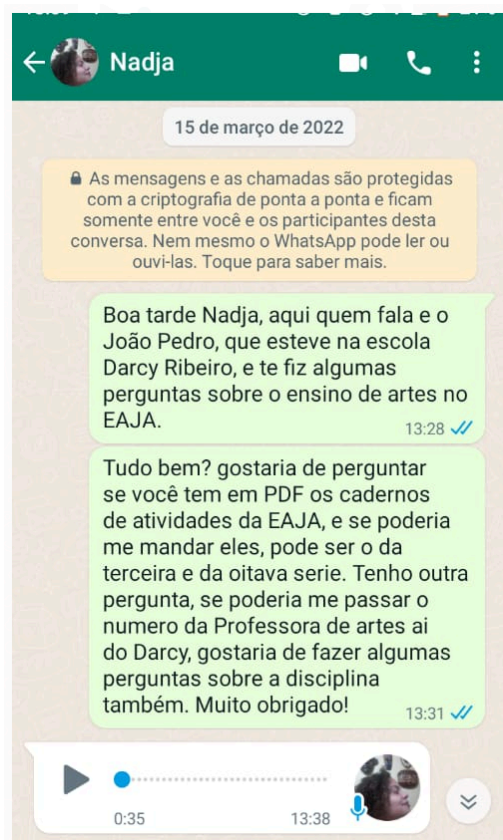 Nadja
15 de março de 2022
As mensagens e as chamadas são protegidas
com a criptografia de ponta a ponta e ficam
somente entre você e os participantes desta
conversa. Nem mesmo o WhatsApp pode ler ou
ouvi-las. Toque para saber mais.
Boa tarde Nadja, aqui quem fala e o
João Pedro, que esteve na escola
Darcy Ribeiro, e te fiz algumas
perguntas sobre o ensino de artes no
EAJA.
13:28
Tudo bem? gostaria de perguntar
se você tem em PDF os cadernos
de atividades da EAJA, e se poderia
me mandar eles, pode ser o da
terceira e da oitava serie. Tenho outra
pergunta, se poderia me passar o
numero da Professora de artes ai
do Darcy, gostaria de fazer algumas
perguntas sobre a disciplina
também. Muito obrigado!
13:31
0:35 13:38